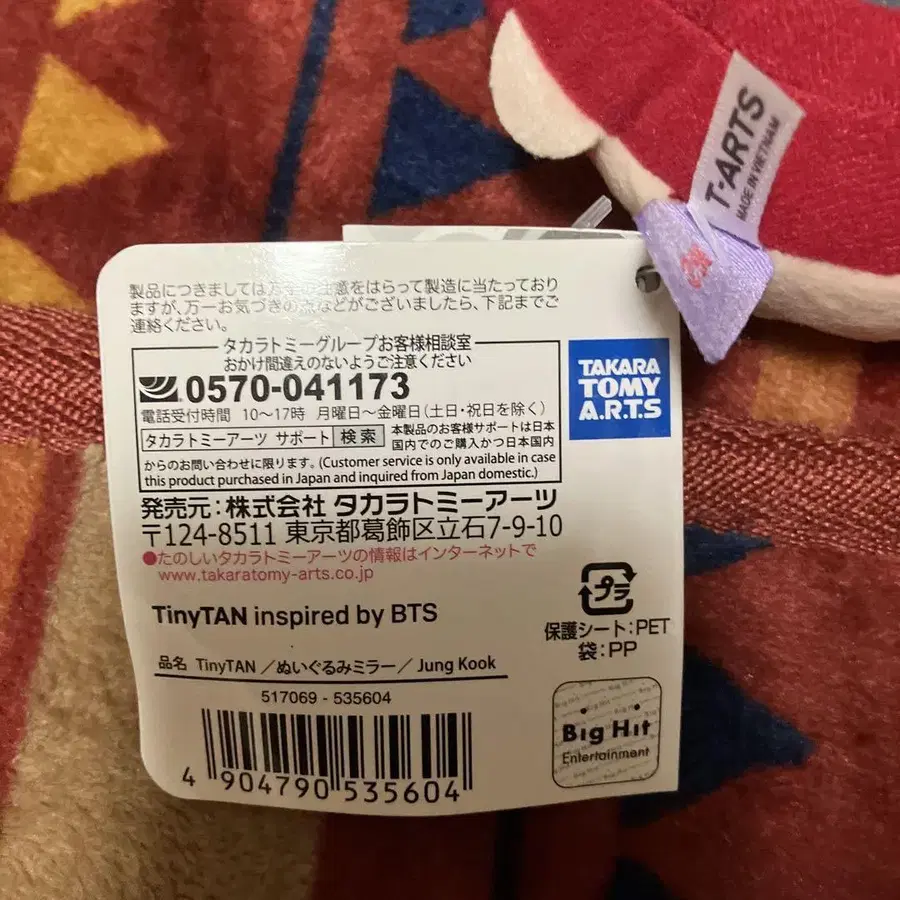 T-ARTS
MADE IN VIETNAM
製品につきましては万全の注意をはらって製造に当たっており
ますが、万一お気づきの点などがございましたら、下記までご
連絡ください。
タカラトミーグループお客様相談室
おかけ間違えのないようご注意ください
0570-041173
電話受付時間 10〜17時 月曜日〜金曜日(土日・祝日を除く)
タカラトミーアーツ サポート 検索
本製品のお客様サポートは日本
国内でのご購入かつ日本国内
からのお問い合わせに限ります。(Customer service is only available in case
this product purchased in Japan and inquired from Japan domestic.)
TAKARA
TOMY
A.R.T.S
発売元:株式会社 タカラトミーアーツ
〒124-8511 東京都葛飾区立石7-9-10
●たのしいタカラトミーアーツの情報はインターネットで
www.takaratomy-arts.co.jp
TinyTAN inspired by BTS
プラ
保護シート:PET
袋:PP
品名 TinyTAN/ぬいぐるみミラー/Jung Kook
517069 - 535604
4 904790 535604
Big Hit
Entertainment